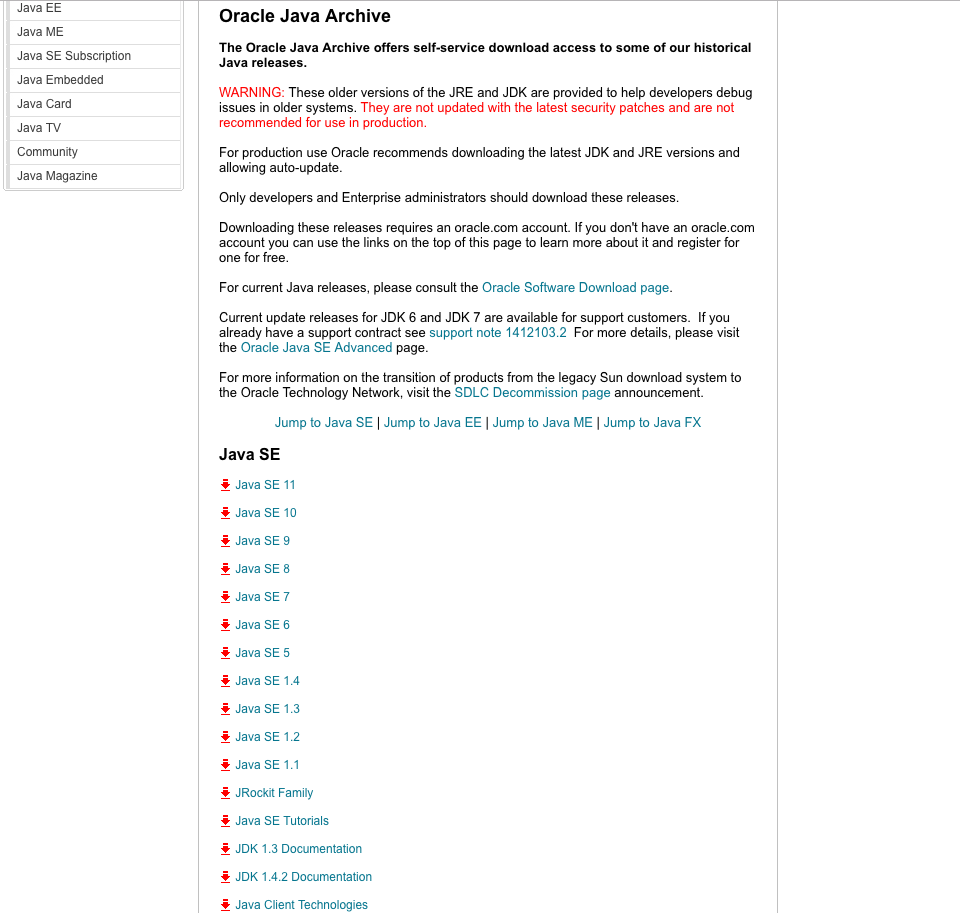 Java EE
Java ME
Java SE Subscription
Java Embedded
Java Card
Java TV
Community
Java Magazine
Oracle Java Archive
The Oracle Java Archive offers self-service download access to some of our historical
Java releases.
WARNING: These older versions of the JRE and JDK are provided to help developers debug
issues in older systems. They are not updated with the latest security patches and are not
recommended for use in production.
For production use Oracle recommends downloading the latest JDK and JRE versions and
allowing auto-update.
Only developers and Enterprise administrators should download these releases.
Downloading these releases requires an oracle.com account. If you don't have an oracle.com
account you can use the links on the top of this page to learn more about it and register for
one for free.
For current Java releases, please consult the Oracle Software Download page.
Current update releases for JDK 6 and JDK 7 are available for support customers.  If you
already have a support contract see support note 1412103.2  For more details, please visit
the Oracle Java SE Advanced page.
For more information on the transition of products from the legacy Sun download system to
the Oracle Technology Network, visit the SDLC Decommission page announcement.
Jump to Java SE | Jump to Java EE | Jump to Java ME | Jump to Java FX
Java SE
Java SE 11
Java SE 10
Java SE 9
Java SE 8
Java SE 7
Java SE 6
Java SE 5
Java SE 1.4
Java SE 1.3
Java SE 1.2
Java SE 1.1
JRockit Family
Java SE Tutorials
JDK 1.3 Documentation
JDK 1.4.2 Documentation
Java Client Technologies